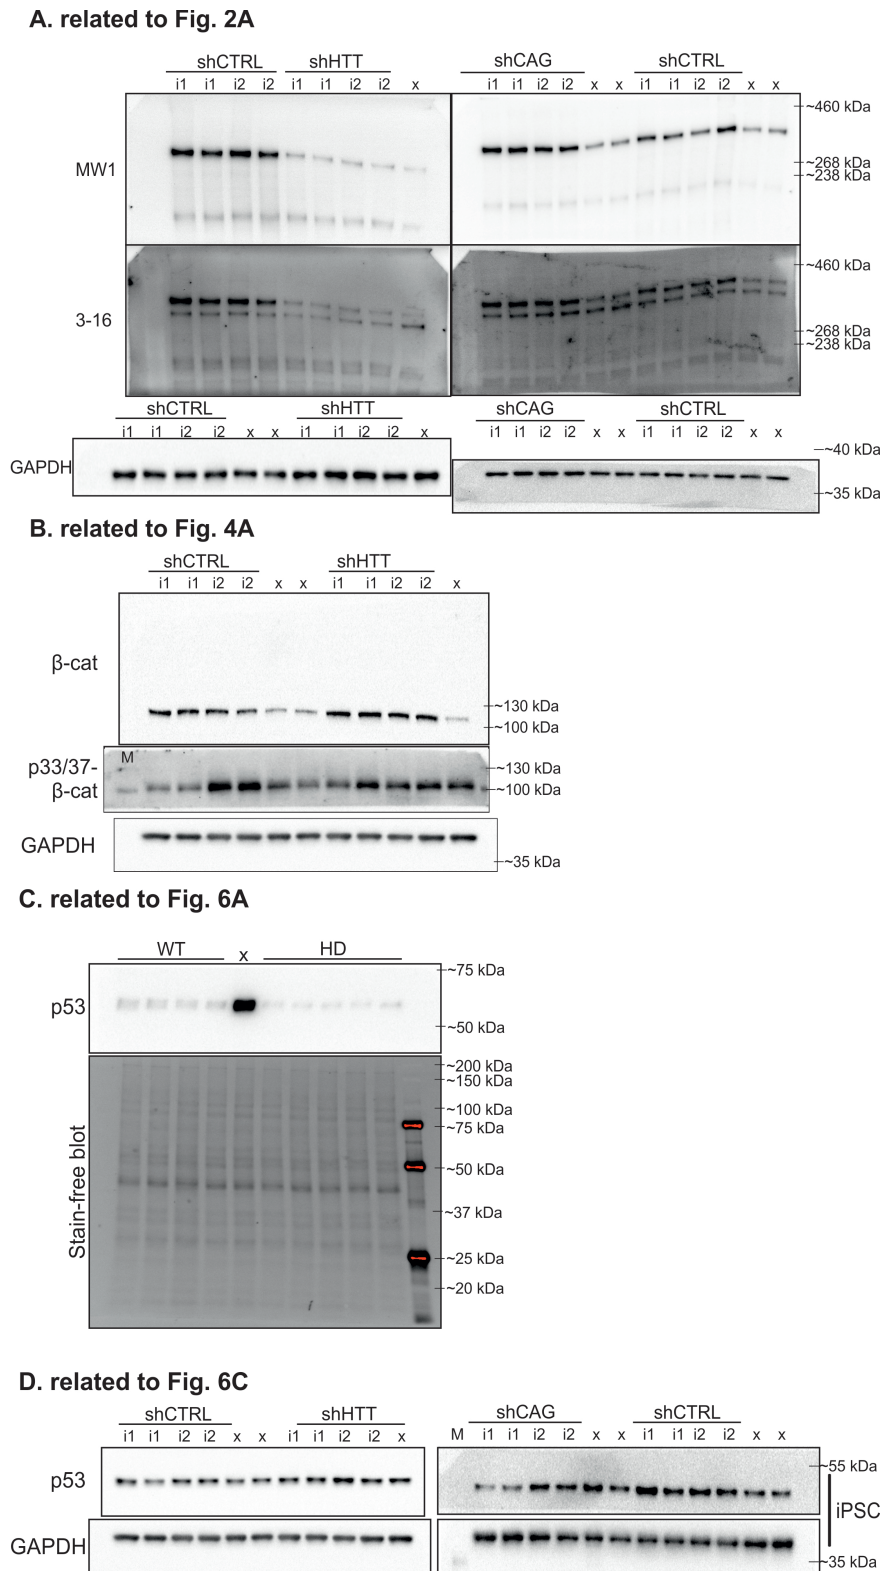 A. related to Fig. 2A
shCTRL shHTT shCAG shCTRL
i1 i1 i2 i2 i1 i1 i2 i2 x i1 i1 i2 i2 x x i1 i1 i2 i2 x x
~460 kDa
MW1
~268 kDa
~238 kDa
~460 kDa
3-16
~268 kDa
~238 kDa
shCTRL shHTT shCAG shCTRL
i1 i1 i2 i2 x x i1 i1 i2 i2 x i1 i1 i2 i2 x x i1 i1 i2 i2 x x
~40 kDa
GAPDH
~35 kDa
B. related to Fig. 4A
shCTRL shHTT
i1 i1 i2 i2 x x i1 i1 i2 i2 x
β-cat
~130 kDa
~100 kDa
M
p33/37-
β-cat
~130 kDa
~100 kDa
GAPDH
~35 kDa
C. related to Fig. 6A
WT x HD
~75 kDa
p53
~50 kDa
~200 kDa
~150 kDa
~100 kDa
~75 kDa
~50 kDa
~37 kDa
~25 kDa
~20 kDa
Stain-free blot
D. related to Fig. 6C
shCTRL shHTT shCAG shCTRL
i1 i1 i2 i2 x x i1 i1 i2 i2 x M i1 i1 i2 i2 x x i1 i1 i2 i2 x x
~55 kDa
p53
iPSC
GAPDH
~35 kDa